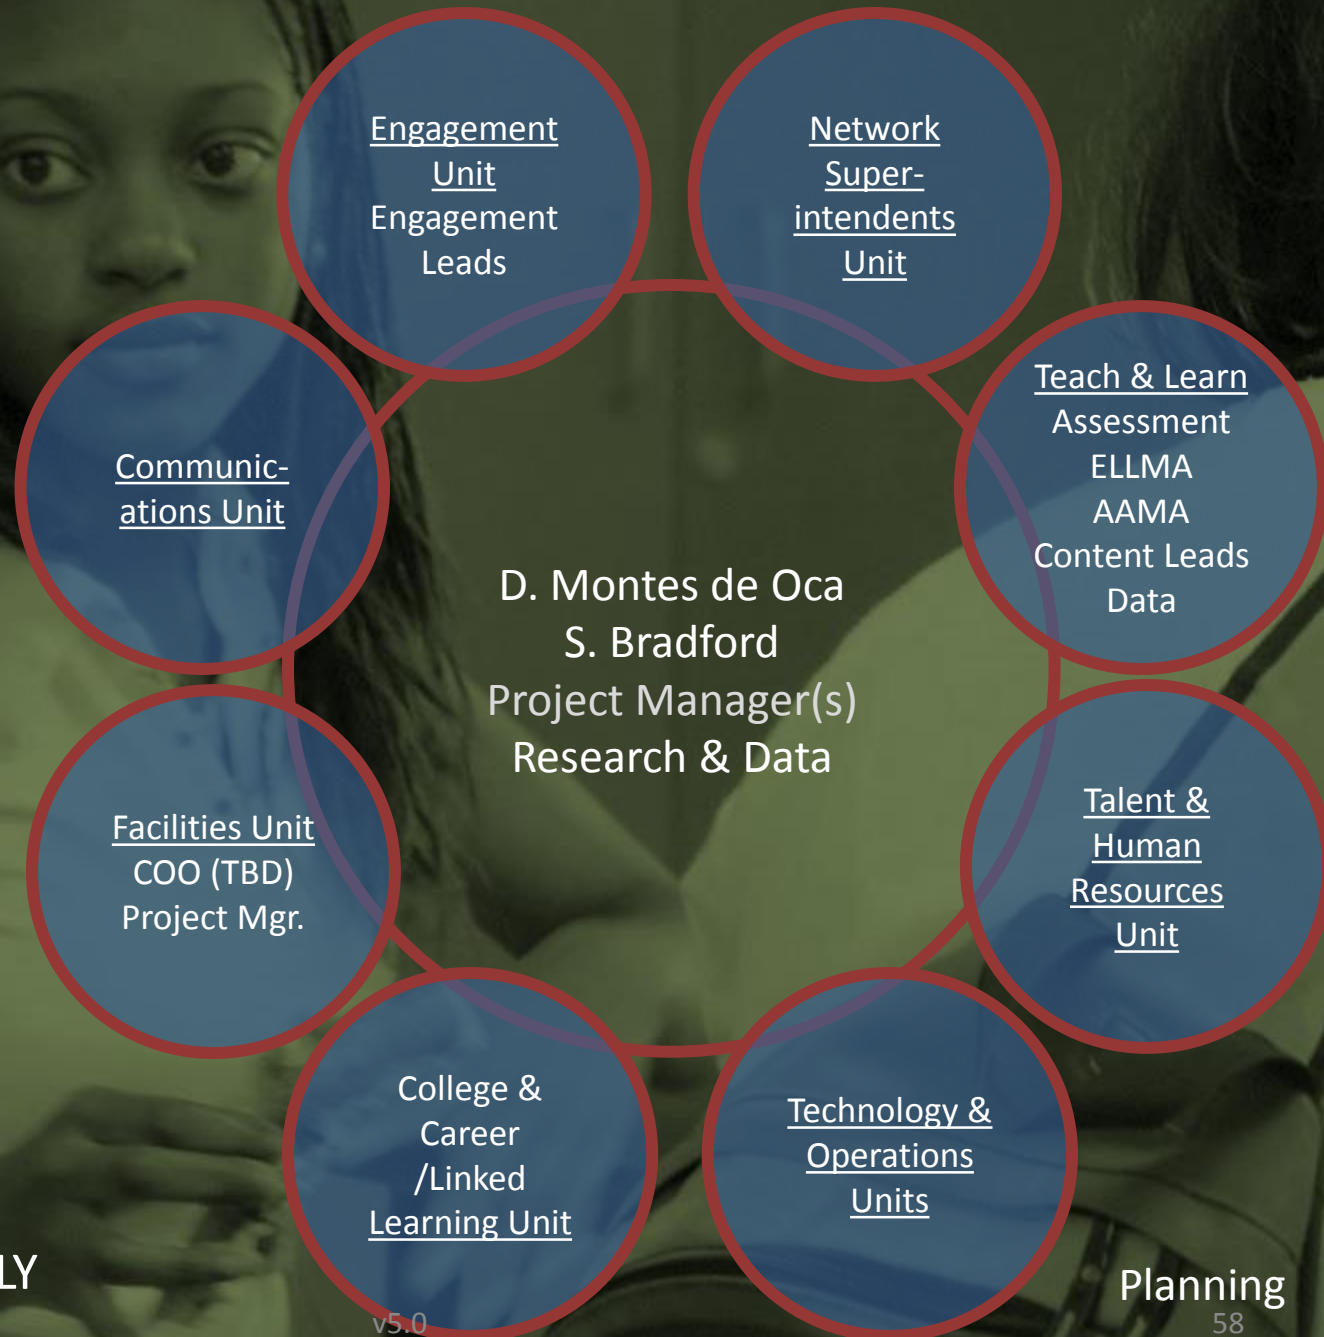 Engagement
Unit
Engagement
Leads
Network
Super-
intendents
Unit
Teach & Learn
Assessment
ELLMA
AAMA
Content Leads
Data
Communic-
ations Unit
D. Montes de Oca
S. Bradford
Project Manager(s)
Research & Data
Talent &
Human
Resources
Unit
Facilities Unit
COO (TBD)
Project Mgr.
College &
Career
/Linked
Learning Unit
Technology &
Operations
Units
LY
Planning
v5.0
58